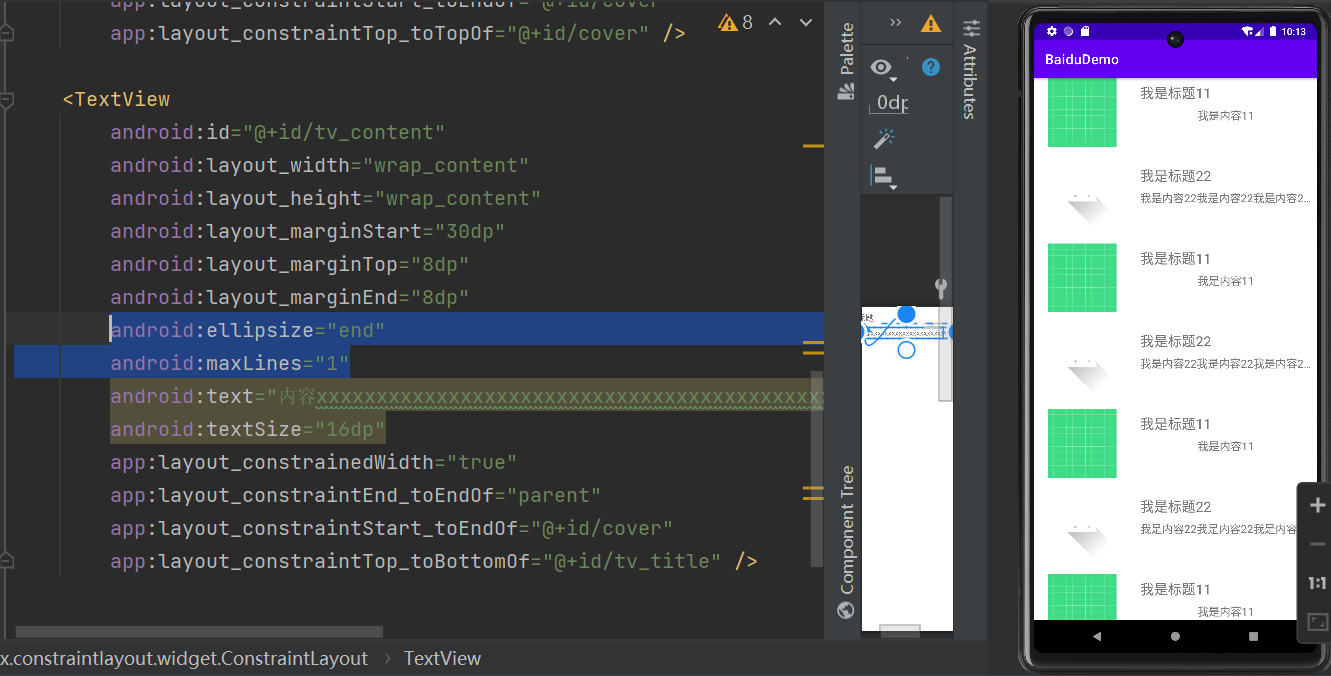 app:layout_constraintStart_toEndOf="@+id/cover"
app:layout_constraintTop_toTopOf="@+id/cover" />
8
<TextView
android:id="@+id/tv_content"
android:layout_width="wrap_content"
android:layout_height="wrap_content"
android:layout_marginStart="30dp"
android:layout_marginTop="8dp"
android:layout_marginEnd="8dp"
android:ellipsize="end"
android:maxLines="1"
android:text="内容xxxxxxxxxxxxxxxxxxxxxxxxxxxxxxxxxxxxxxxxxx
android:textSize="16dp"
app:layout_constrainedWidth="true"
app:layout_constraintEnd_toEndOf="parent"
app:layout_constraintStart_toEndOf="@+id/cover"
app:layout_constraintTop_toBottomOf="@+id/tv_title" />
x.constraintlayout.widget.ConstraintLayout › TextView
Palette
Component Tree
»
?
0dp
Attributes
10:13
BaiduDemo
我是标题11
我是内容11
我是标题22
我是内容22我是内容22我是内容2...
我是标题11
我是内容11
我是标题22
我是内容22我是内容22我是内容2...
我是标题11
我是内容11
我是标题22
我是内容22我是内容22我是内容
我是标题11
我是内容11
1:1